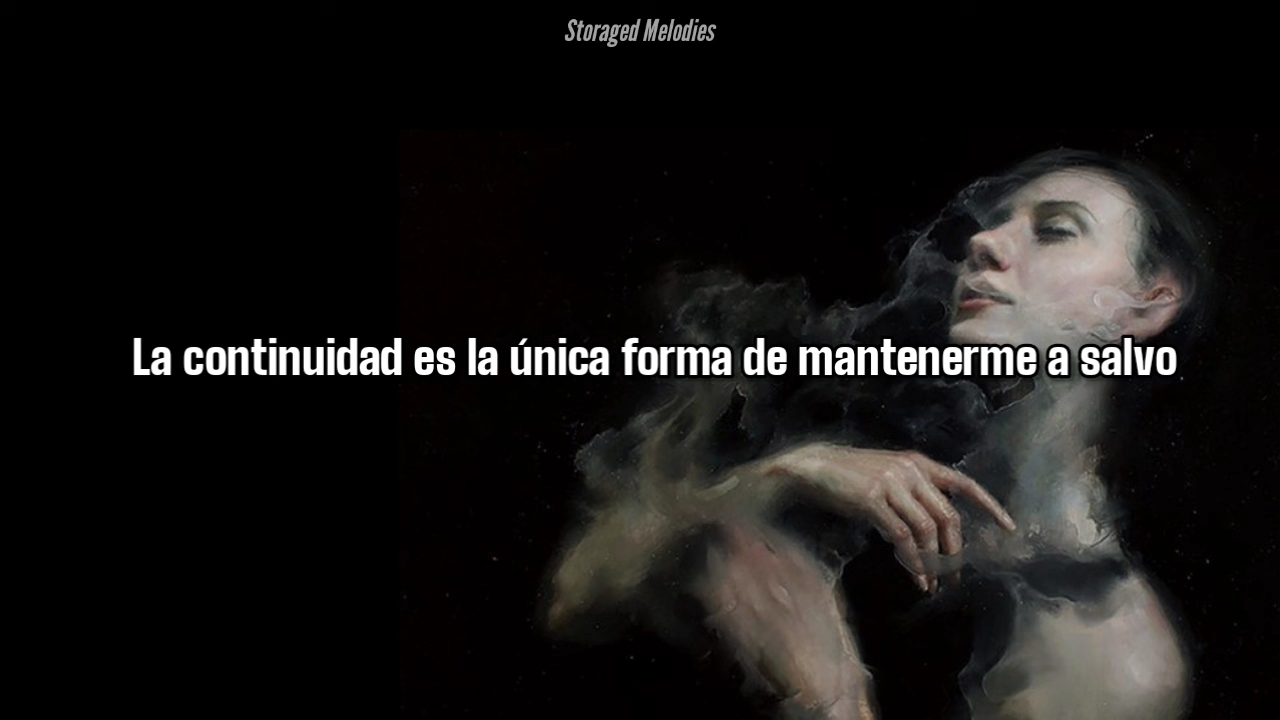 Storaged Melodies
La continuidad es la única forma de mantenerme a salvo